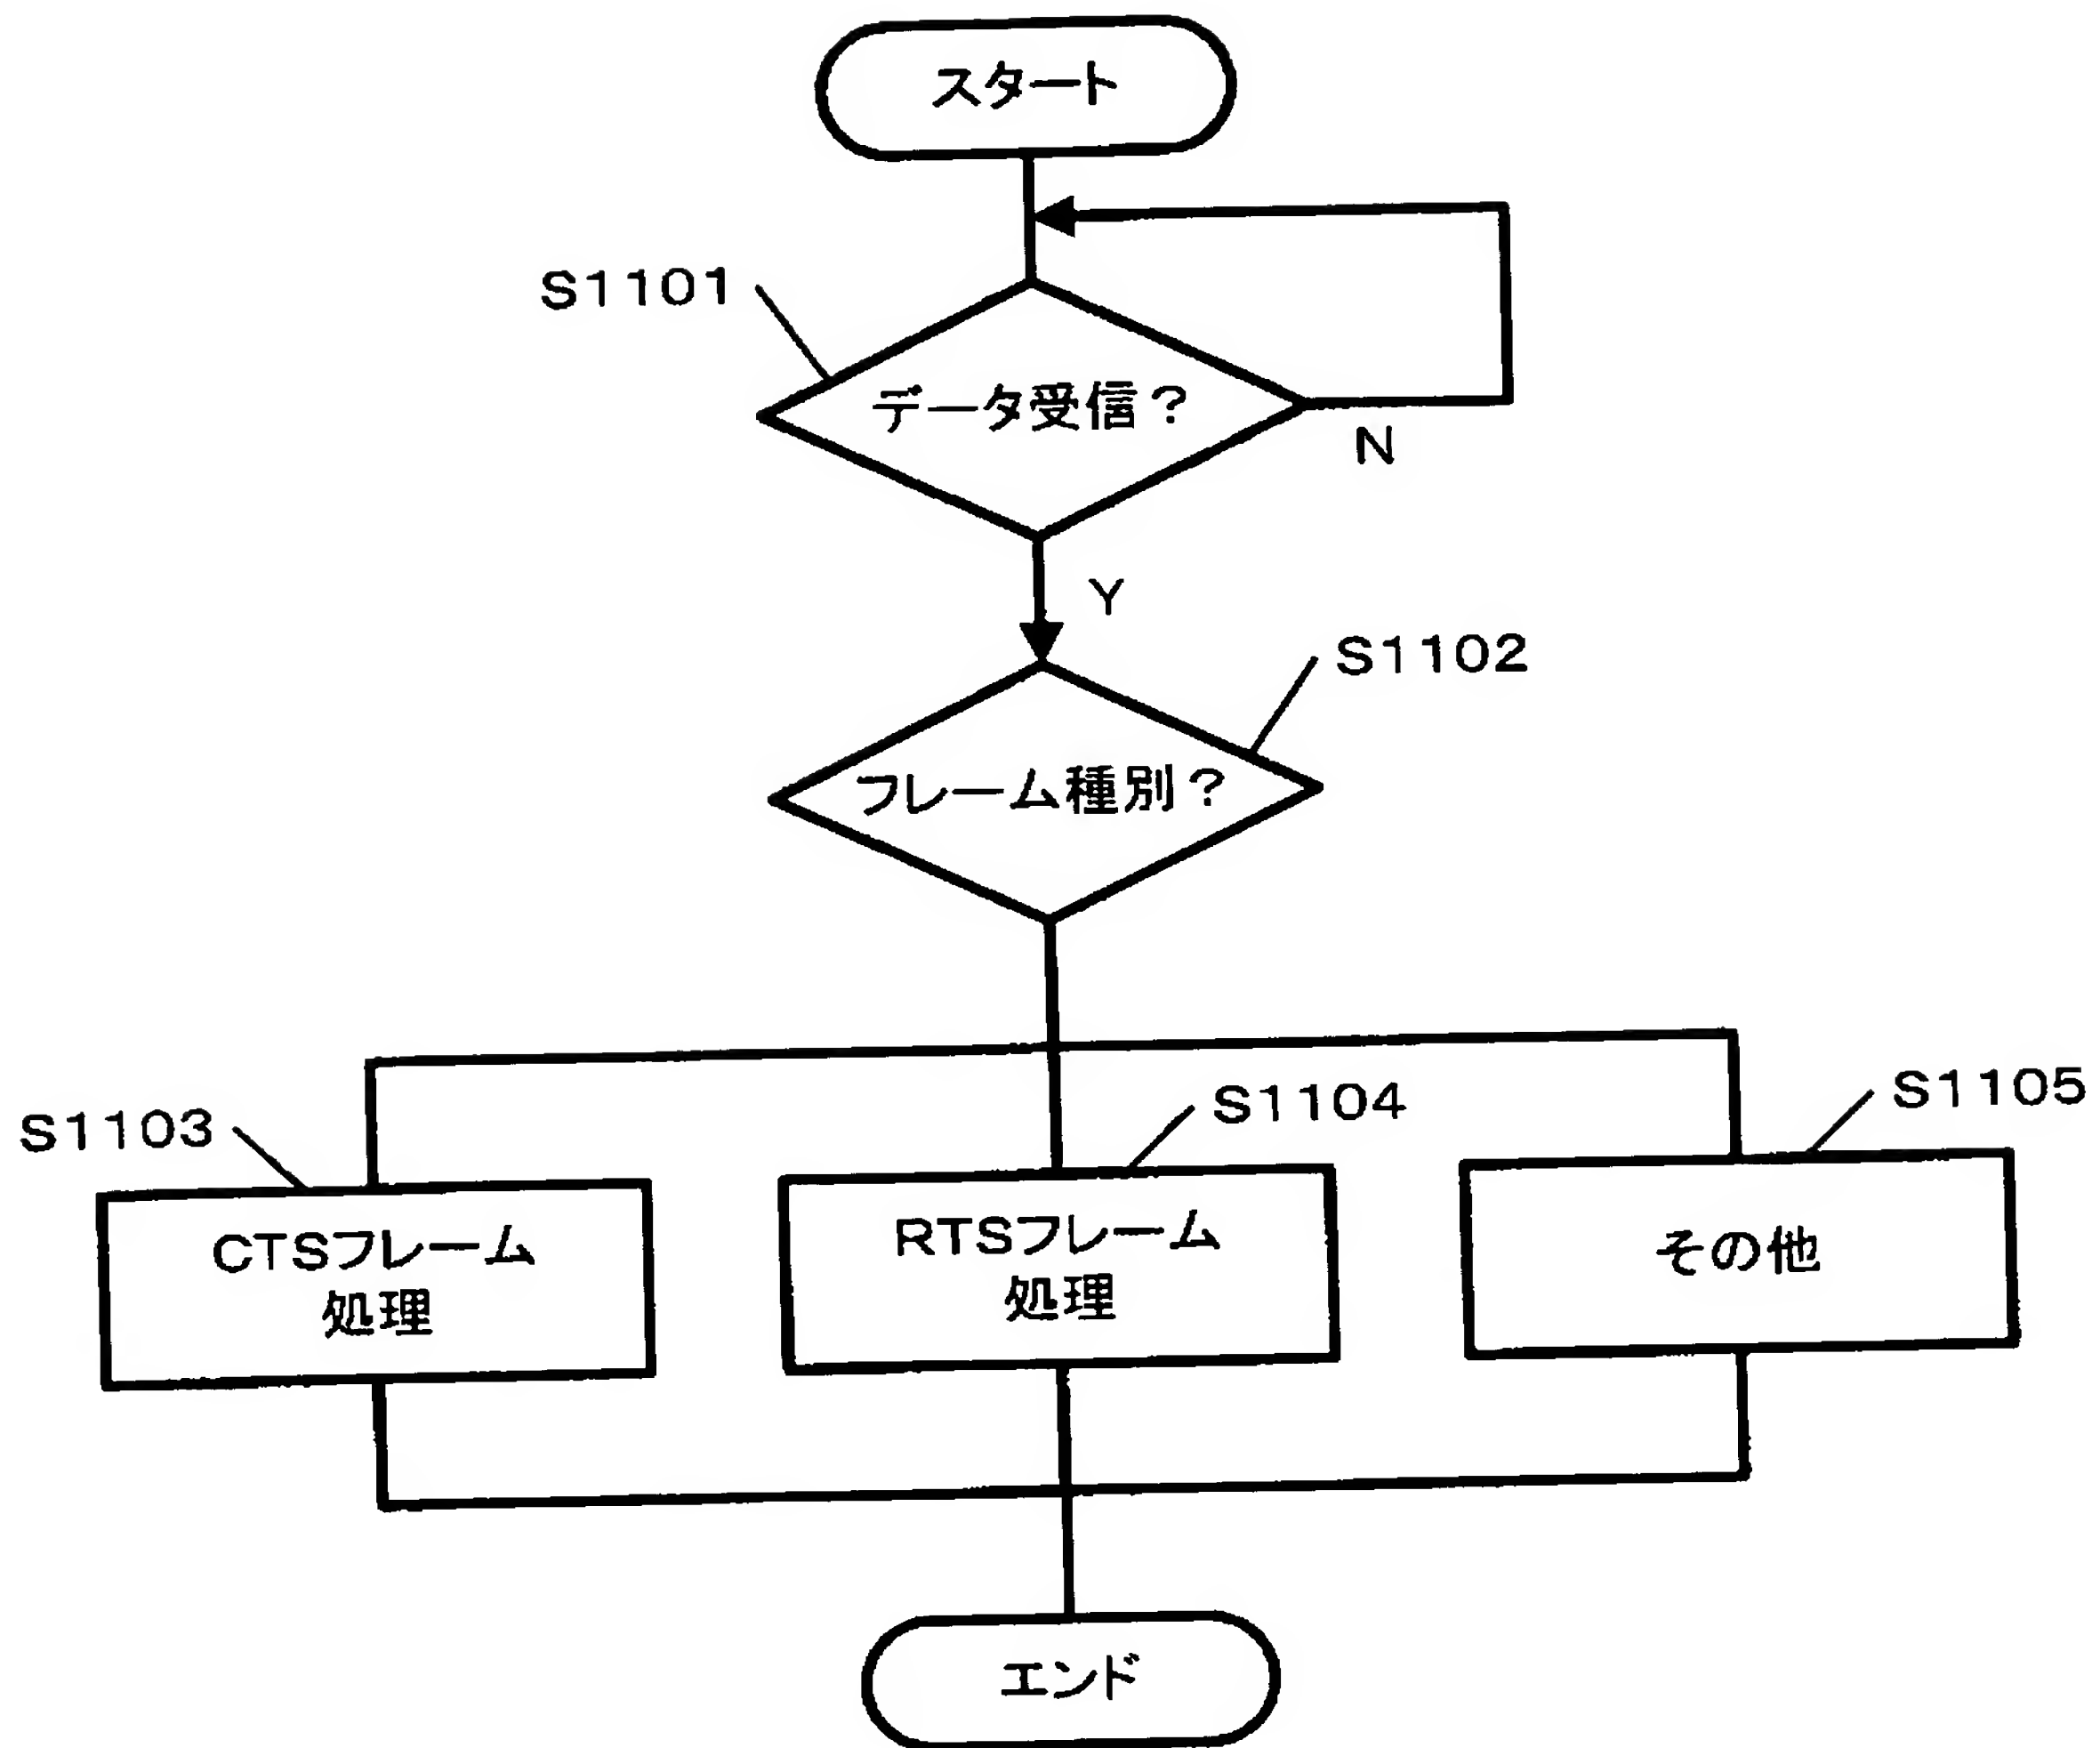 スタート
S1101
データ受信？
N
Y
S1102
フレーム種別？
S1103
S1104
S1105
CTSフレーム
処理
RTSフレーム
処理
その他
エンド